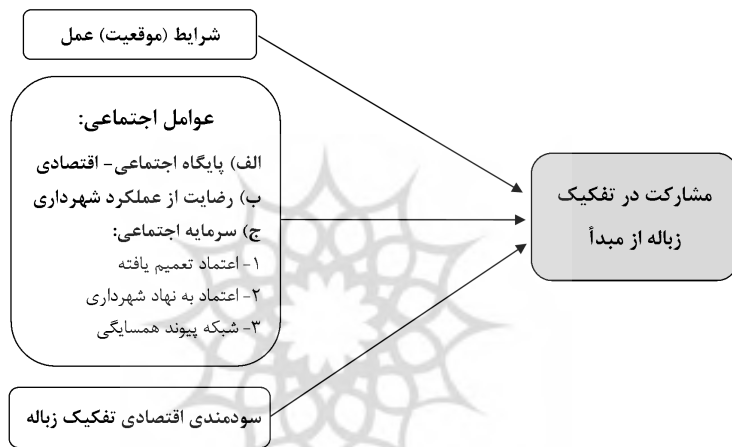 شرایط (موقعیت) عمل
عوامل اجتماعی:
الف) پایگاه اجتماعی- اقتصادی
ب) رضایت از عملکرد شهرداری
ج) سرمایه اجتماعی:
۱- اعتماد تعمیم یافته
۲- اعتماد به نهاد شهرداری
۳- شبکه پیوند همسایگی
سودمندی اقتصادی تفکیک زباله
مشارکت در تفکیک
زباله از مبدأ